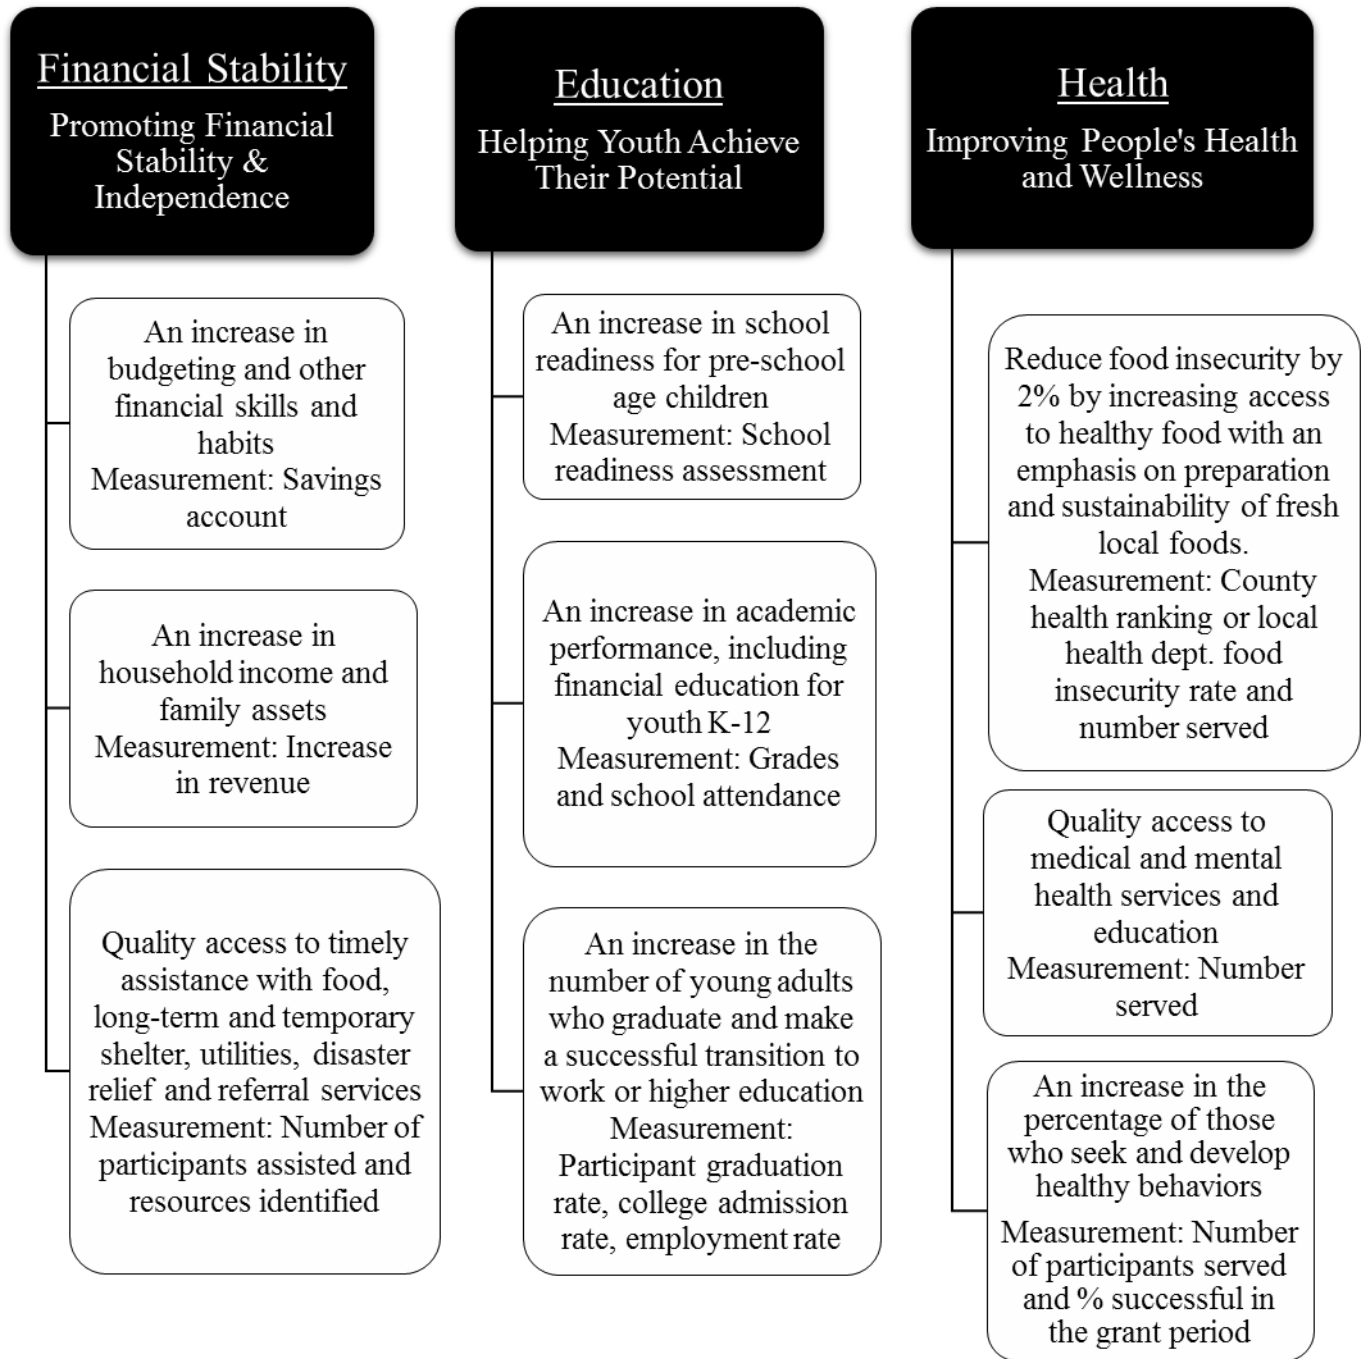 Financial Stability
Promoting Financial
Stability &
Independence
An increase in
budgeting and other
financial skills and
habits
Measurement: Savings
account
An increase in
household income and
family assets
Measurement: Increase
in revenue
Quality access to timely
assistance with food,
long-term and temporary
shelter, utilities, disaster
relief and referral services
Measurement: Number of
participants assisted and
resources identified
Education
Helping Youth Achieve
Their Potential
An increase in school
readiness for pre-school
age children
Measurement: School
readiness assessment
An increase in academic
performance, including
financial education for
youth K-12
Measurement: Grades
and school attendance
An increase in the
number of young adults
who graduate and make
a successful transition to
work or higher education
Measurement:
Participant graduation
rate, college admission
rate, employment rate
Health
Improving People's Health
and Wellness
Reduce food insecurity by
2% by increasing access
to healthy food with an
emphasis on preparation
and sustainability of fresh
local foods.
Measurement: County
health ranking or local
health dept. food
insecurity rate and
number served
Quality access to
medical and mental
health services and
education
Measurement: Number
served
An increase in the
percentage of those
who seek and develop
healthy behaviors
Measurement: Number
of participants served
and % successful in
the grant period